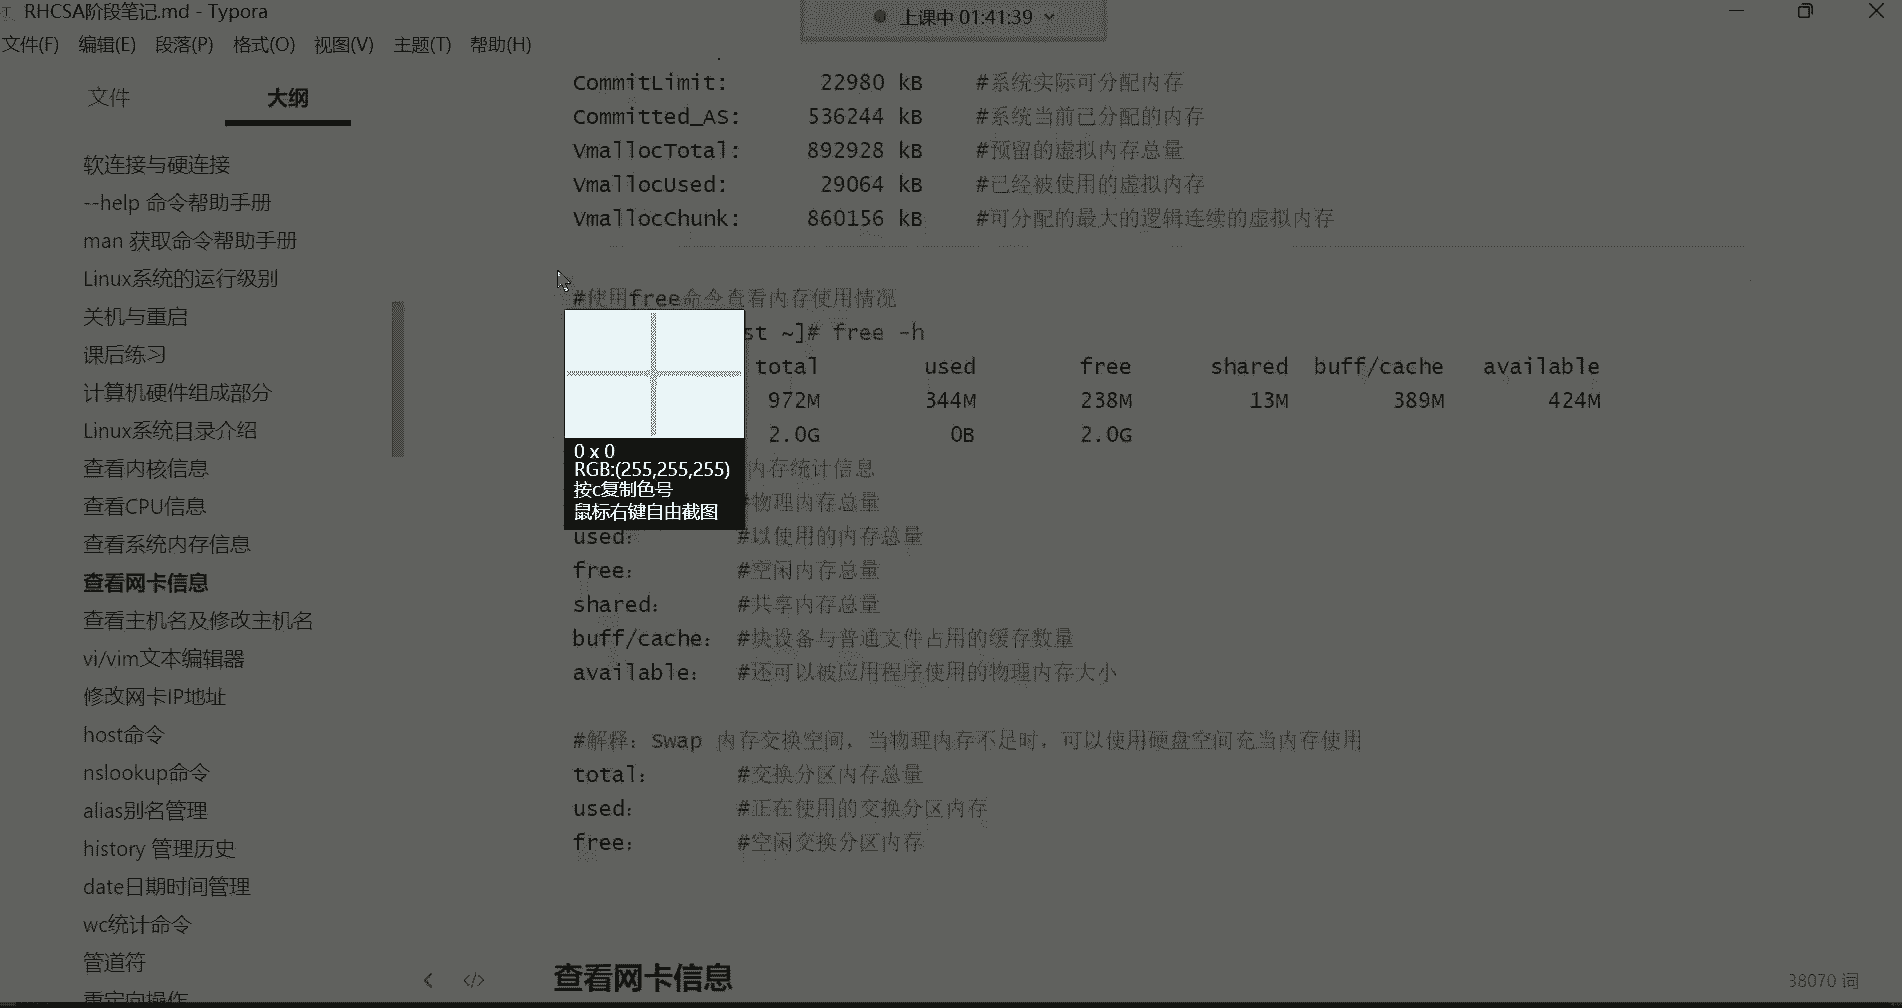 RHCSA阶段笔记.md - Typora
上课中 01:41:39
文件(F) 编辑(E) 段落(P) 格式(O) 视图(V) 主题(T) 帮助(H)
文件 大纲
软连接与硬连接
--help 命令帮助手册
man 获取命令帮助手册
Linux系统的运行级别
关机与重启
课后练习
计算机硬件组成部分
Linux系统目录介绍
查看内核信息
查看CPU信息
查看系统内存信息
查看网卡信息
查看主机名及修改主机名
vi/vim文本编辑器
修改网卡IP地址
host命令
nslookup命令
alias别名管理
history 管理历史
date日期时间管理
wc统计命令
管道符
重定向操作
CommitLimit: 22980 kB #系统实际可分配内存
Committed_AS: 536244 kB #系统当前已分配的内存
VmallocTotal: 892928 kB #预留的虚拟内存总量
VmallocUsed: 29064 kB #已经被使用的虚拟内存
VmallocChunk: 860156 kB #可分配的最大的逻辑连续的虚拟内存
#使用free命令查看内存使用情况
st ~]# free -h
total used free shared buff/cache available
972M 344M 238M 13M 389M 424M
2.0G 0B 2.0G
内存统计信息
#物理内存总量
used: #以使用的内存总量
free: #空闲内存总量
shared: #共享内存总量
buff/cache: #块设备与普通文件占用的缓存数量
available: #还可以被应用程序使用的物理内存大小
#解释：Swap 内存交换空间，当物理内存不足时，可以使用硬盘空间充当内存使用
total: #交换分区内存总量
used: #正在使用的交换分区内存
free: #空闲交换分区内存
查看网卡信息
0 x 0
RGB:(255,255,255)
按c复制色号
鼠标右键自由截图
38070 词